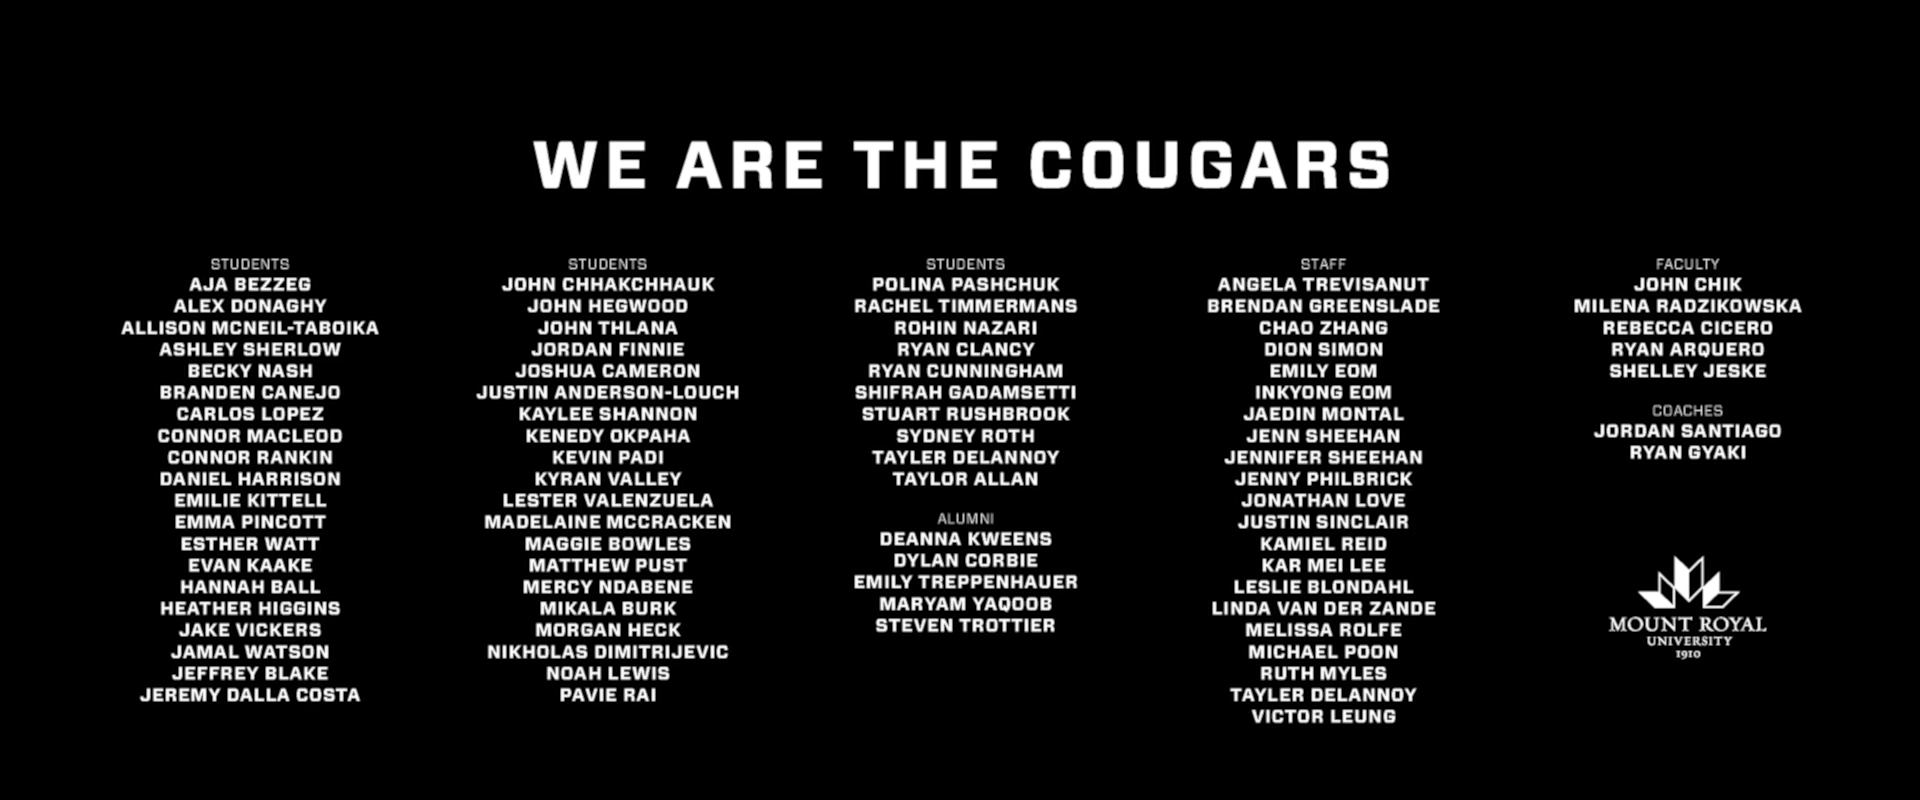 WE ARE THE COUGARS
STUDENTS
AJA BEZZEG
ALEX DONAGHY
ALLISON MCNEIL-TABOIKA
ASHLEY SHERLOW
BECKY NASH
BRANDEN CANEJO
CARLOS LOPEZ
CONNOR MACLEOD
CONNOR RANKIN
DANIEL HARRISON
EMILIE KITTELL
EMMA PINCOTT
ESTHER WATT
EVAN KAAKE
HANNAH BALL
HEATHER HIGGINS
JAKE VICKERS
JAMAL WATSON
JEFFREY BLAKE
JEREMY DALLA COSTA
STUDENTS
JOHN CHHAKCHHAUK
JOHN HEGWOOD
JOHN THLANA
JORDAN FINNIE
JOSHUA CAMERON
JUSTIN ANDERSON-LOUCH
KAYLEE SHANNON
KENEDY OKPAHA
KEVIN PADI
KYRAN VALLEY
LESTER VALENZUELA
MADELAINE MCCRACKEN
MAGGIE BOWLES
MATTHEW PUST
MERCY NDABENE
MIKALA BURK
MORGAN HECK
NIKHOLAS DIMITRIJEVIC
NOAH LEWIS
PAVIE RAI
STUDENTS
POLINA PASHCHUK
RACHEL TIMMERMANS
ROHIN NAZARI
RYAN CLANCY
RYAN CUNNINGHAM
SHIFRAH GADAMSETTI
STUART RUSHBROOK
SYDNEY ROTH
TAYLER DELANNOY
TAYLOR ALLAN
ALUMNI
DEANNA KWEENS
DYLAN CORBIE
EMILY TREPPENHAUER
MARYAM YAQOOB
STEVEN TROTTIER
STAFF
ANGELA TREVISANUT
BRENDAN GREENSLADE
CHAO ZHANG
DION SIMON
EMILY EOM
INKYONG EOM
JAEDIN MONTAL
JENN SHEEHAN
JENNIFER SHEEHAN
JENNY PHILBRICK
JONATHAN LOVE
JUSTIN SINCLAIR
KAMIEL REID
KAR MEI LEE
LESLIE BLONDAHL
LINDA VAN DER ZANDE
MELISSA ROLFE
MICHAEL POON
RUTH MYLES
TAYLER DELANNOY
VICTOR LEUNG
FACULTY
JOHN CHIK
MILENA RADZIKOWSKA
REBECCA CICERO
RYAN ARQUERO
SHELLEY JESKE
COACHES
JORDAN SANTIAGO
RYAN GYAKI
MOUNT ROYAL
UNIVERSITY
1910